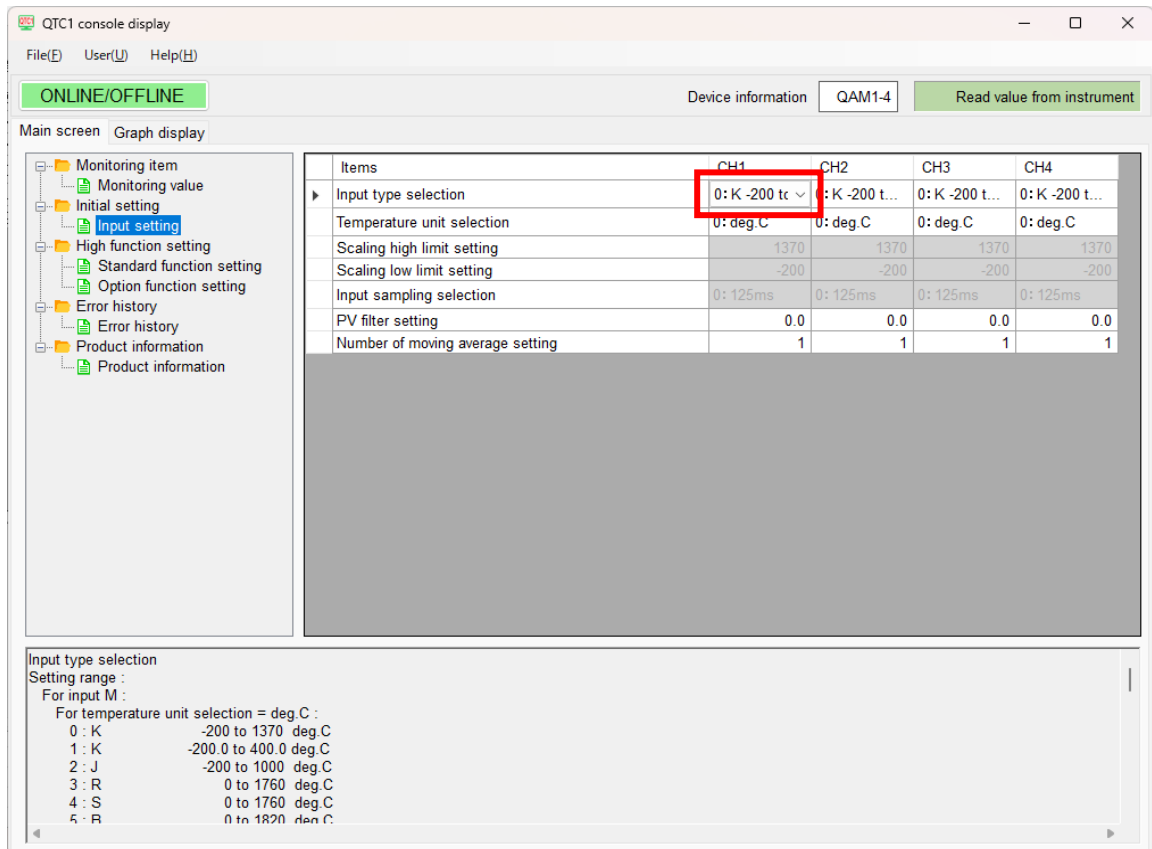 QTC1 console display
File(F) User(U) Help(H)
ONLINE/OFFLINE Device information QAM1-4 Read value from instrument
Main screen Graph display
Monitoring item
Monitoring value
Initial setting
Input setting
High function setting
Standard function setting
Option function setting
Error history
Error history
Product information
Product information
Items CH1 CH2 CH3 CH4
Input type selection 0: K -200 tc 0: K -200 t... 0: K -200 t... 0: K -200 t...
Temperature unit selection 0: deg.C 0: deg.C 0: deg.C 0: deg.C
Scaling high limit setting 1370 1370 1370 1370
Scaling low limit setting -200 -200 -200 -200
Input sampling selection 0: 125ms 0: 125ms 0: 125ms 0: 125ms
PV filter setting 0.0 0.0 0.0 0.0
Number of moving average setting 1 1 1 1
Input type selection
Setting range :
For input M :
For temperature unit selection = deg.C :
0 : K -200 to 1370 deg.C
1 : K -200.0 to 400.0 deg.C
2 : J -200 to 1000 deg.C
3 : R 0 to 1760 deg.C
4 : S 0 to 1760 deg.C
5 : B 0 to 1820 deg.C